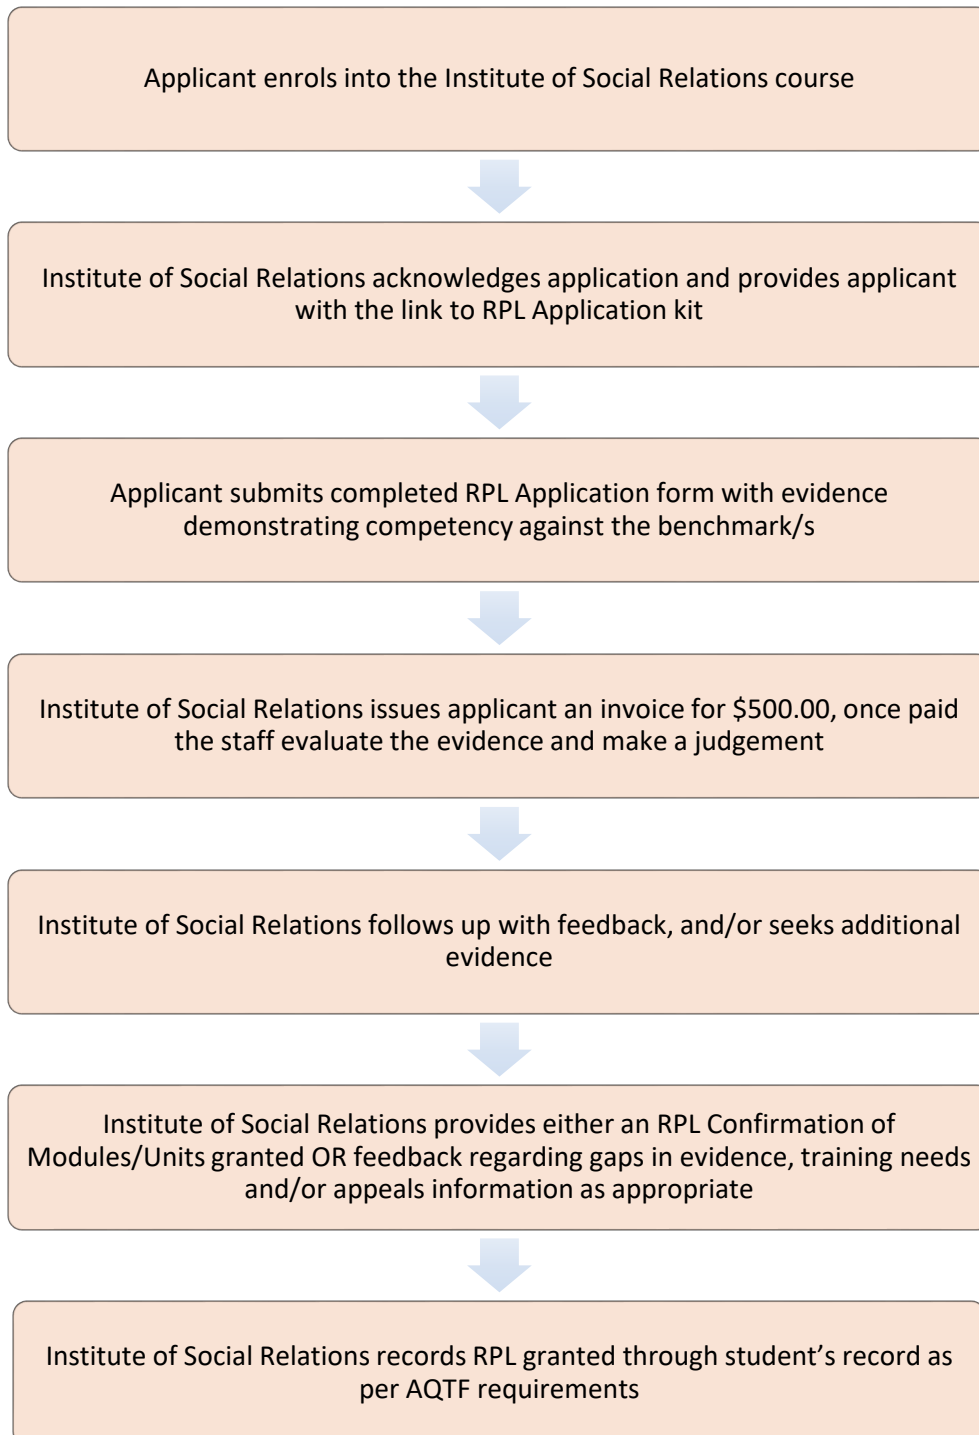 Applicant enrols into the Institute of Social Relations course
Institute of Social Relations acknowledges application and provides applicant
with the link to RPL Application kit
Applicant submits completed RPL Application form with evidence
demonstrating competency against the benchmark/s
Institute of Social Relations issues applicant an invoice for $500.00, once paid
the staff evaluate the evidence and make a judgement
Institute of Social Relations follows up with feedback, and/or seeks additional
evidence
Institute of Social Relations provides either an RPL Confirmation of
Modules/Units granted OR feedback regarding gaps in evidence, training needs
and/or appeals information as appropriate
Institute of Social Relations records RPL granted through student’s record as
per AQTF requirements